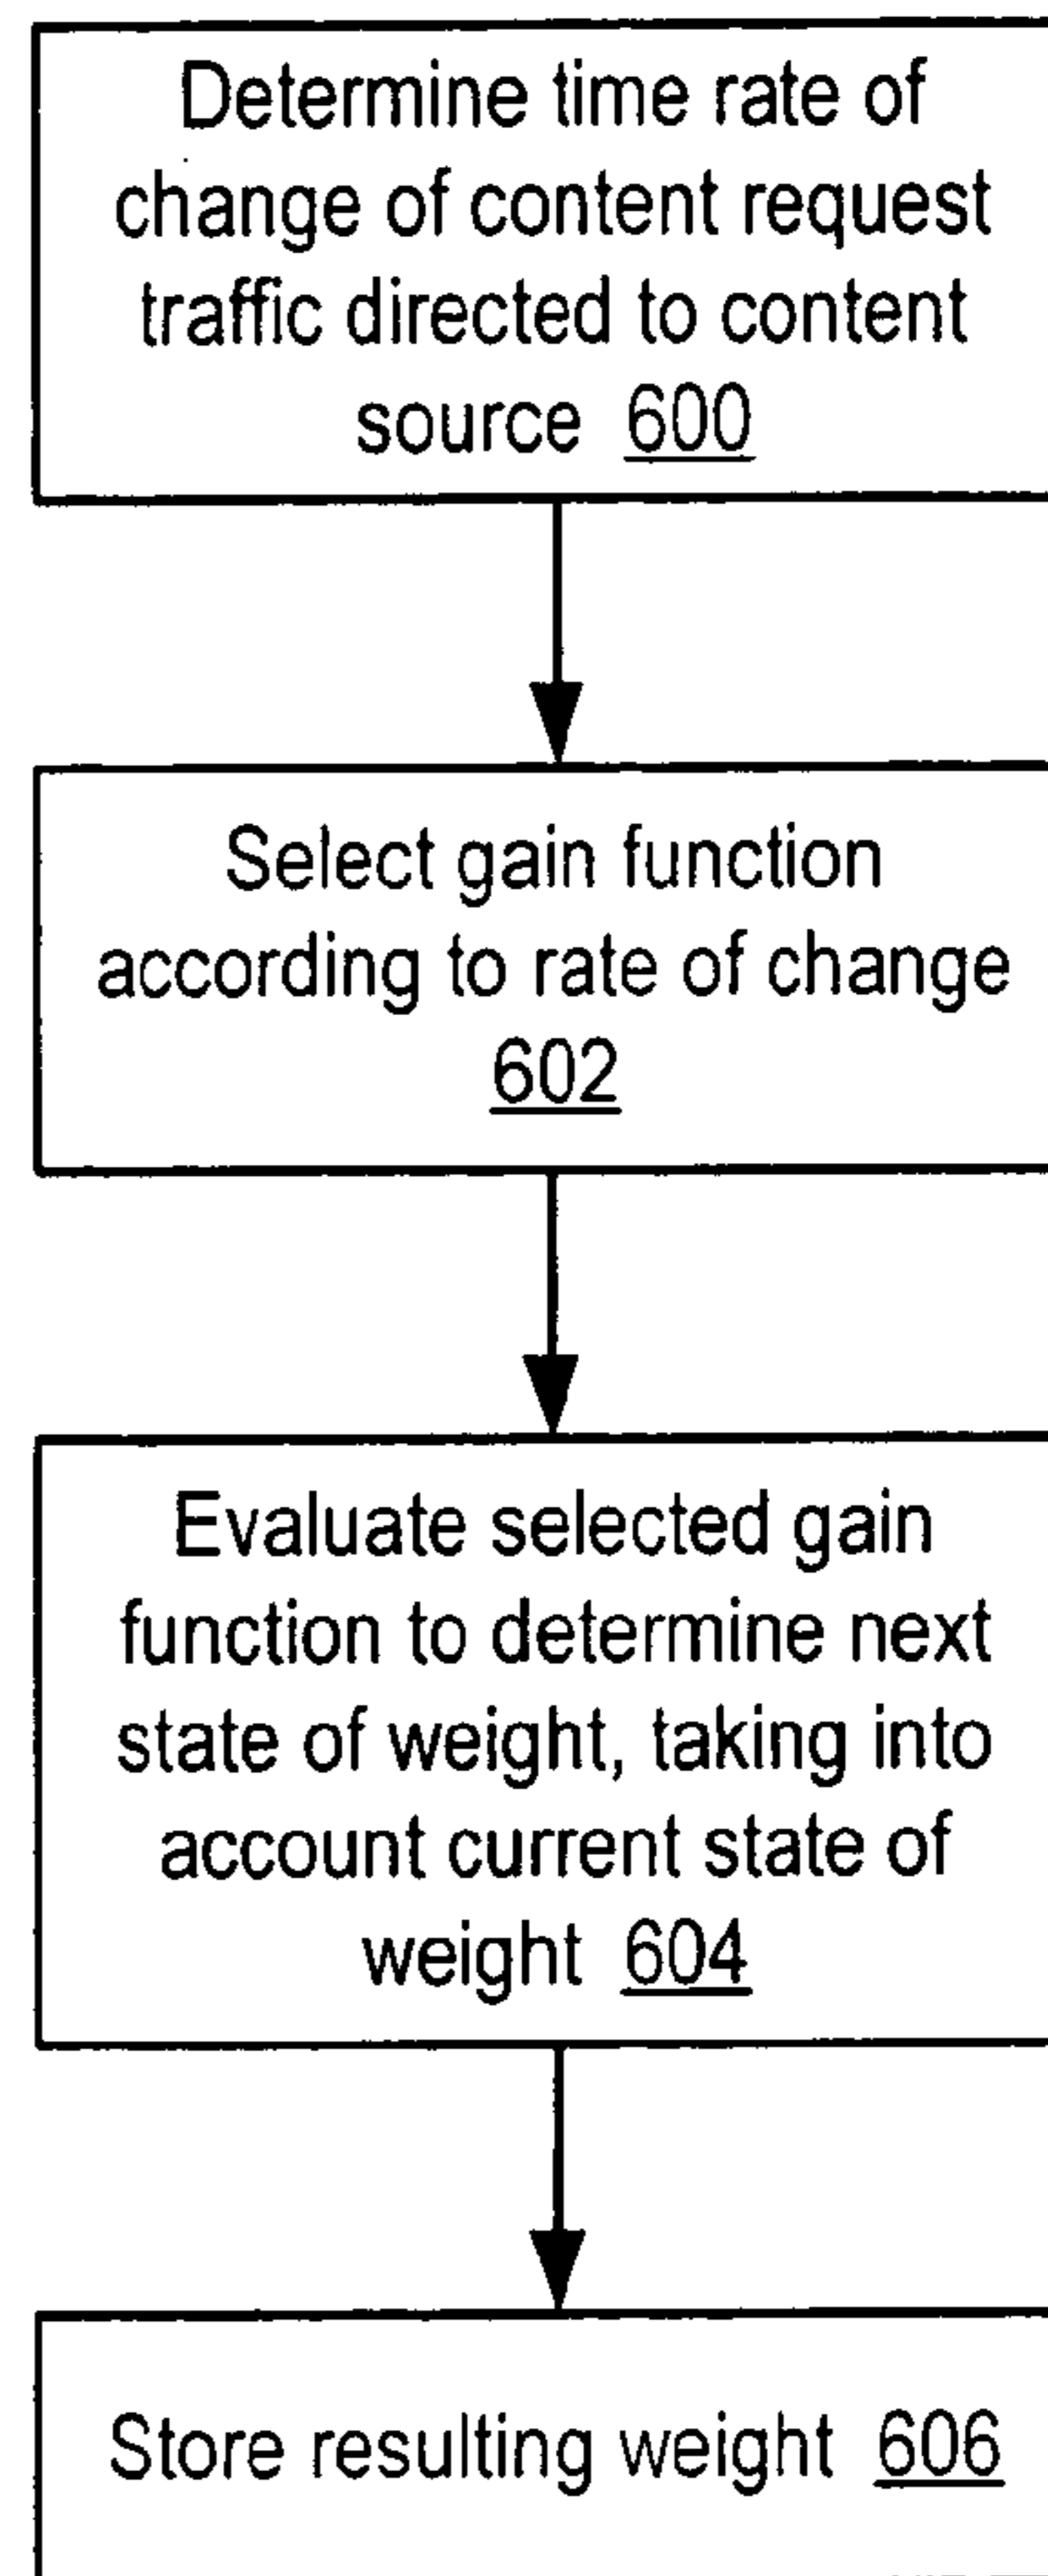 Determine time rate of
change of content request
traffic directed to content
source 600
Select gain function
according to rate of change
602
Evaluate selected gain
function to determine next
state of weight, taking into
account current state of
weight 604
Store resulting weight 606